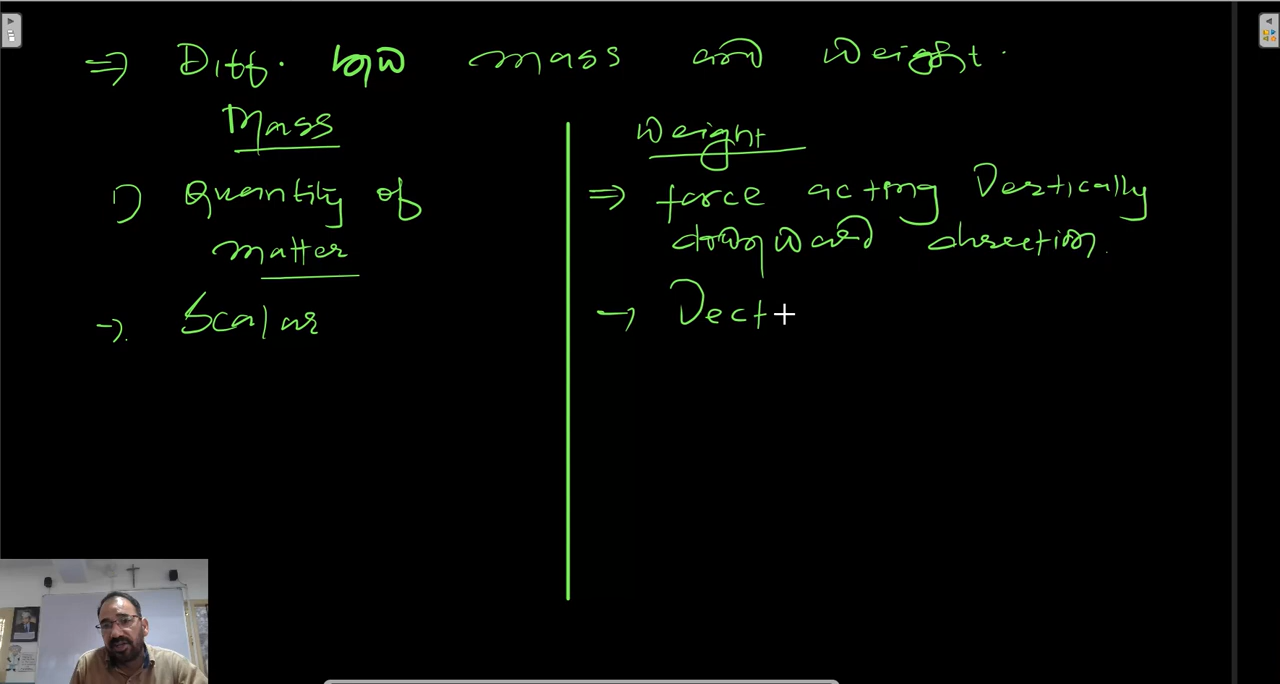 ⇒ Diff. b/w mass and weight.
Mass
1) Quantity of
matter
→ Scalar
Weight
⇒ force acting Vertically
downward direction.
→ Vect